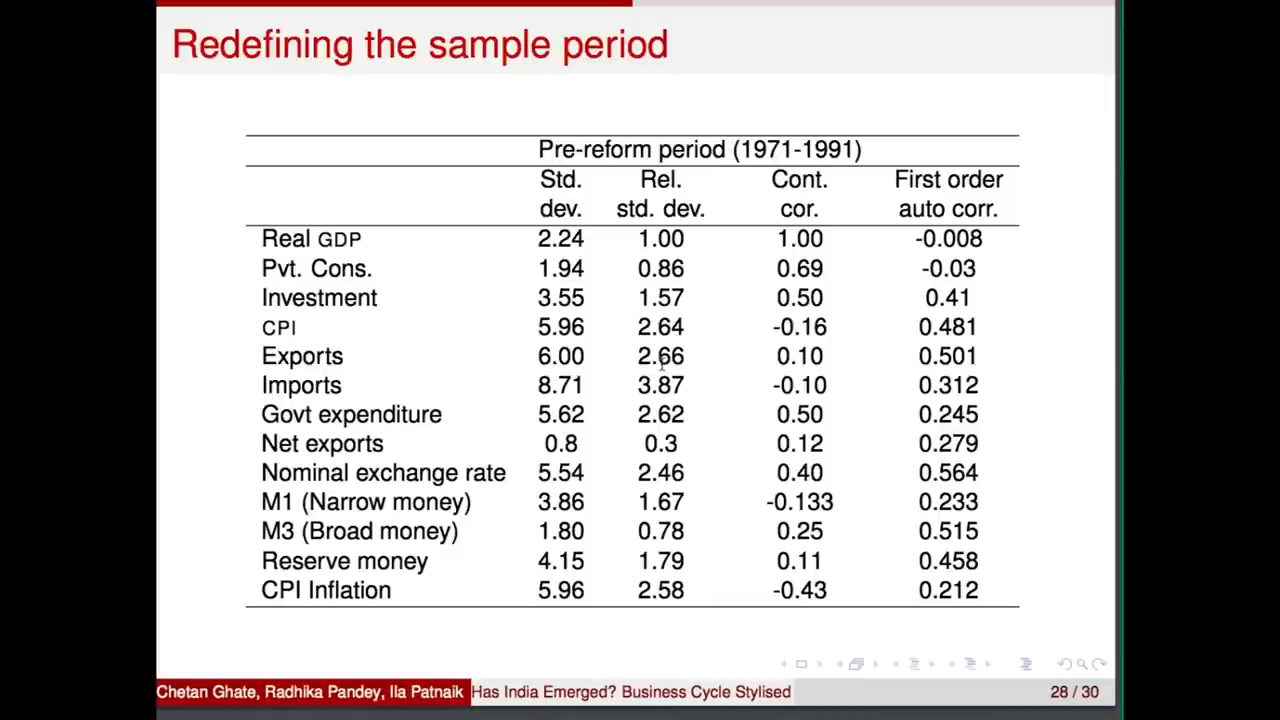 Redefining the sample period
Pre-reform period (1971-1991)
Std. Rel. Cont. First order
dev. std. dev. cor. auto corr.
Real GDP 2.24 1.00 1.00 -0.008
Pvt. Cons. 1.94 0.86 0.69 -0.03
Investment 3.55 1.57 0.50 0.41
CPI 5.96 2.64 -0.16 0.481
Exports 6.00 2.66 0.10 0.501
Imports 8.71 3.87 -0.10 0.312
Govt expenditure 5.62 2.62 0.50 0.245
Net exports 0.8 0.3 0.12 0.279
Nominal exchange rate 5.54 2.46 0.40 0.564
M1 (Narrow money) 3.86 1.67 -0.133 0.233
M3 (Broad money) 1.80 0.78 0.25 0.515
Reserve money 4.15 1.79 0.11 0.458
CPI Inflation 5.96 2.58 -0.43 0.212
Chetan Ghate, Radhika Pandey, Ila Patnaik Has India Emerged? Business Cycle Stylised 28 / 30